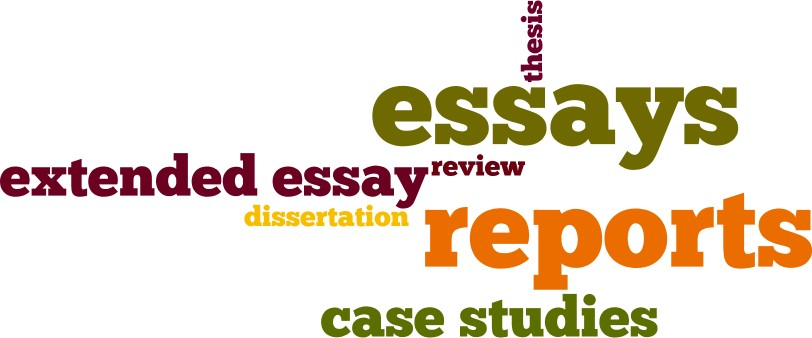 thesis
essays
extended essay
review
dissertation
reports
case studies